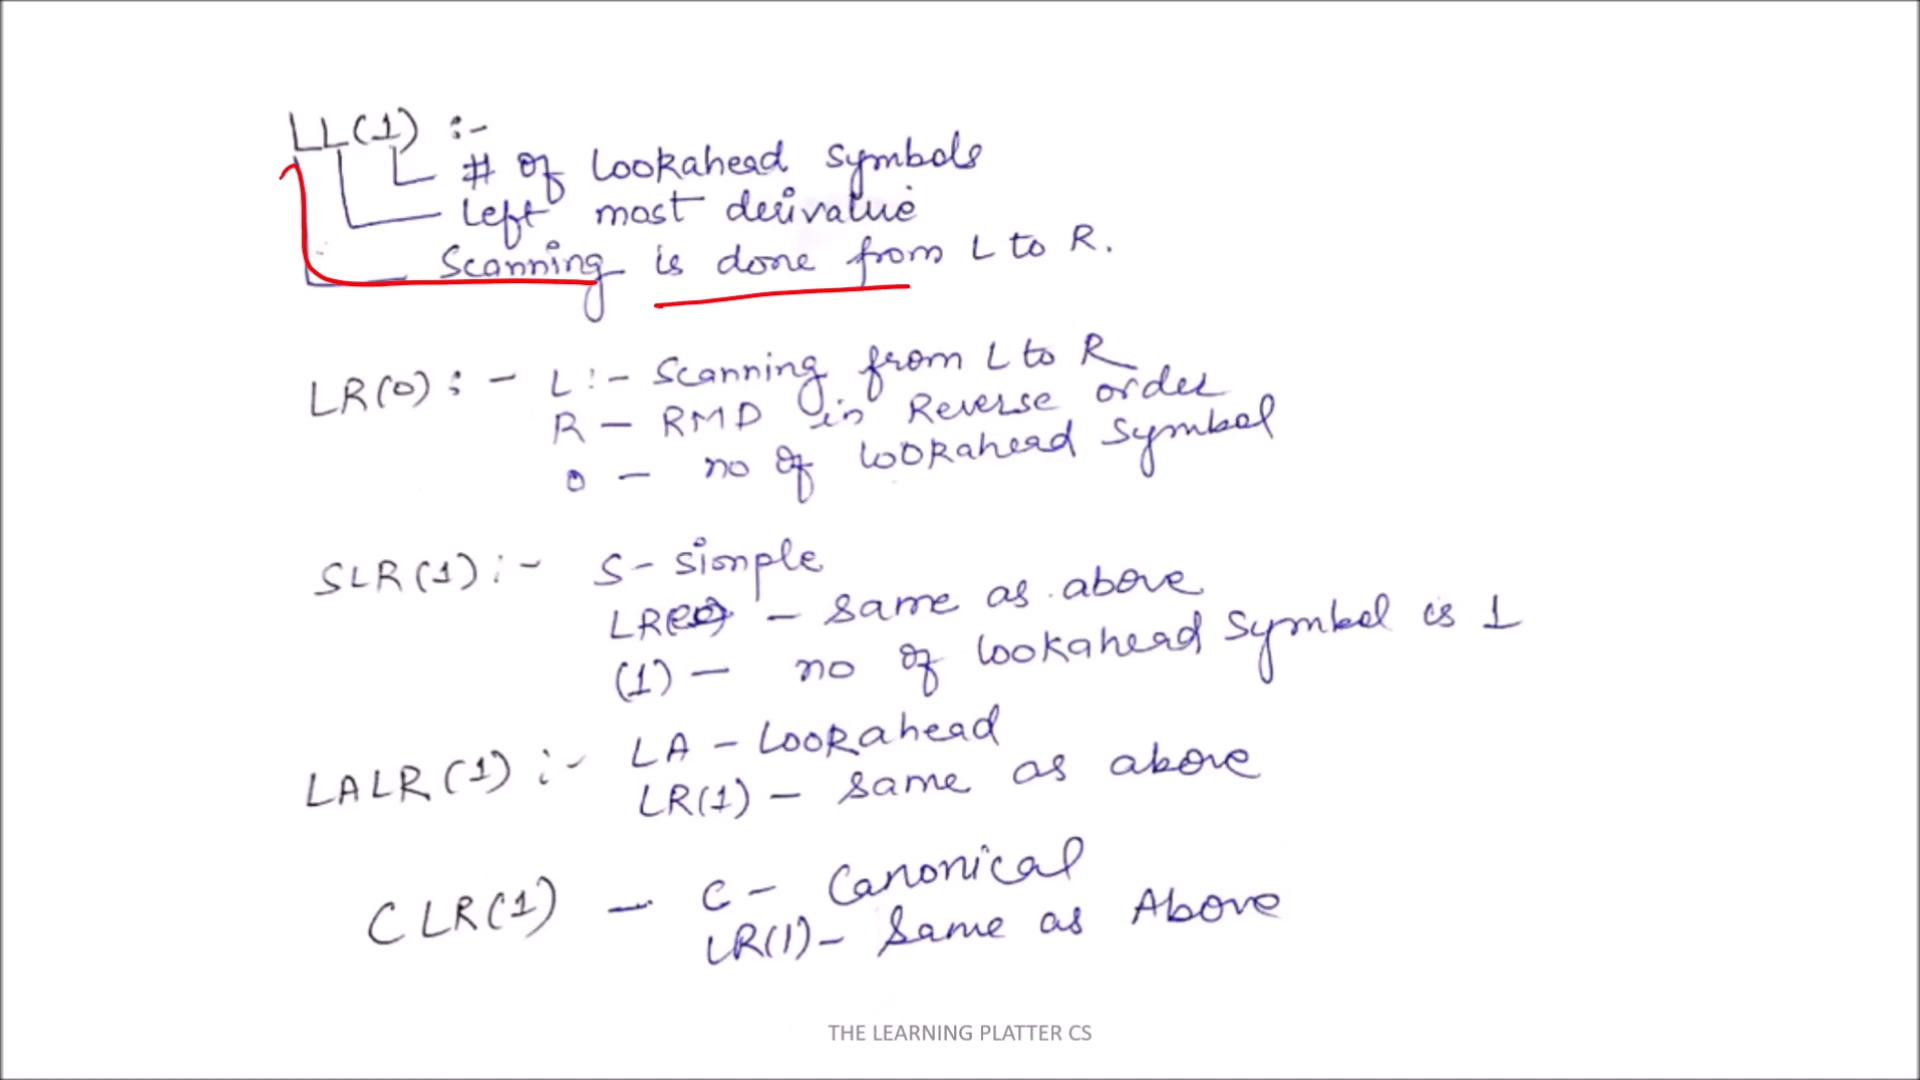 LL(1) :-
# of lookahead symbols
Left most derivative
Scanning is done from L to R.
LR(0) : - L :- Scanning from L to R
R - RMD in Reverse order
0 - no of lookahead symbol
SLR(1) :- S - simple
LR - same as above
(1) - no of lookahead symbol is 1
LALR(1) :- LA - Lookahead
LR(1) - same as above
CLR(1) - C - Canonical
LR(1) - Same as Above
THE LEARNING PLATTER CS